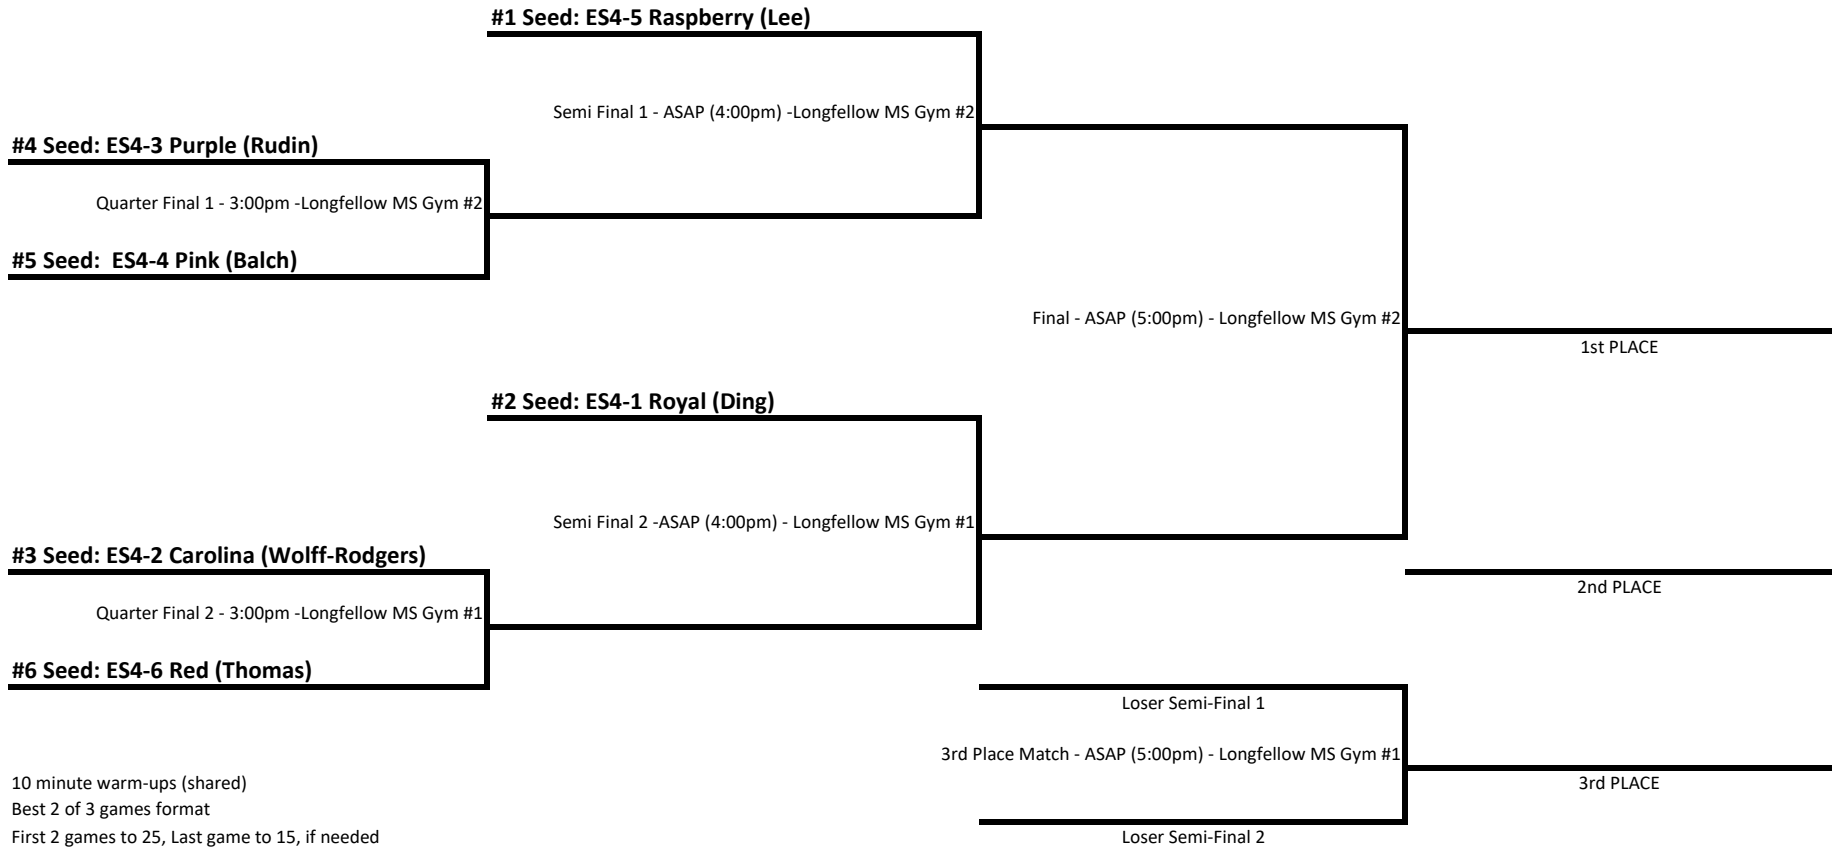 #1 Seed: ES4-5 Raspberry (Lee)
Semi Final 1 - ASAP (4:00pm) -Longfellow MS Gym #2
#4 Seed: ES4-3 Purple (Rudin)
Quarter Final 1 - 3:00pm -Longfellow MS Gym #2
#5 Seed:  ES4-4 Pink (Balch)
Final - ASAP (5:00pm) - Longfellow MS Gym #2
1st PLACE
#2 Seed: ES4-1 Royal (Ding)
Semi Final 2 -ASAP (4:00pm) - Longfellow MS Gym #1
#3 Seed: ES4-2 Carolina (Wolff-Rodgers)
2nd PLACE
Quarter Final 2 - 3:00pm -Longfellow MS Gym #1
#6 Seed: ES4-6 Red (Thomas)
Loser Semi-Final 1
3rd Place Match - ASAP (5:00pm) - Longfellow MS Gym #1
3rd PLACE
Loser Semi-Final 2
10 minute warm-ups (shared)
Best 2 of 3 games format
First 2 games to 25, Last game to 15, if needed